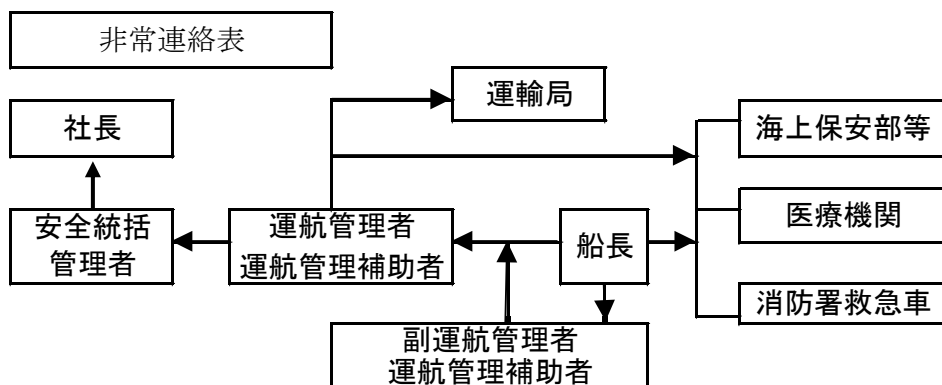 非常連絡表
運輸局
社長
海上保安部等
安全統括
管理者
運航管理者
運航管理補助者
船長
医療機関
消防署救急車
副運航管理者
運航管理補助者